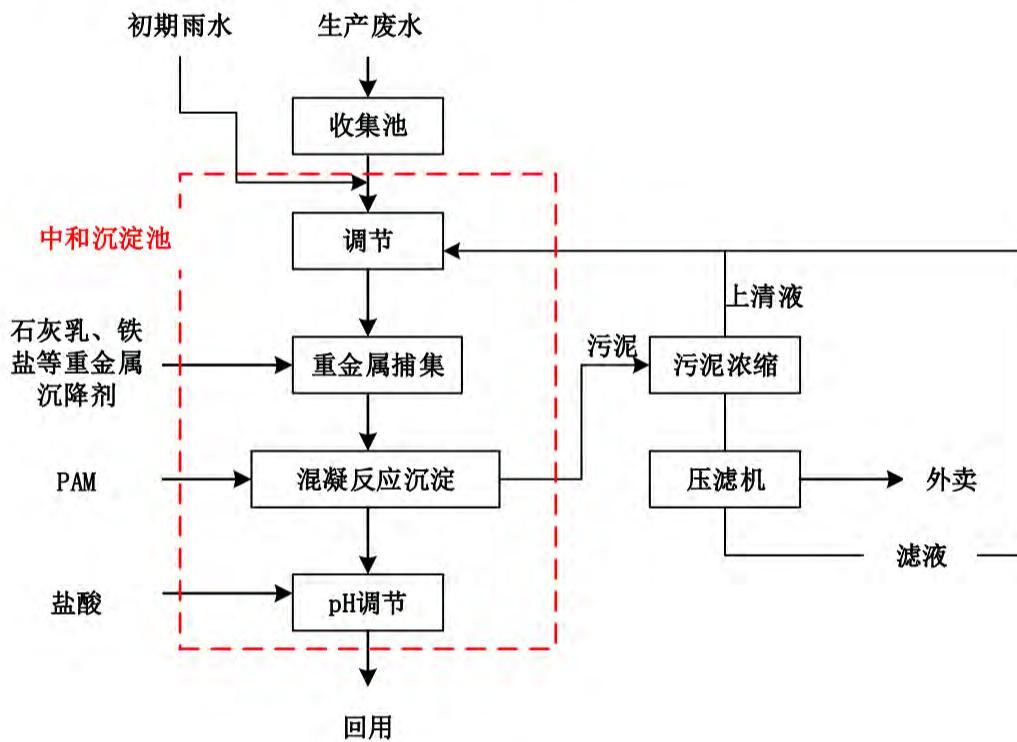 初期雨水
生产废水
收集池
中和沉淀池
调节
上清液
石灰乳、铁
盐等重金属
沉降剂
重金属捕集
污泥
污泥浓缩
PAM
混凝反应沉淀
压滤机
外卖
滤液
盐酸
pH调节
回用